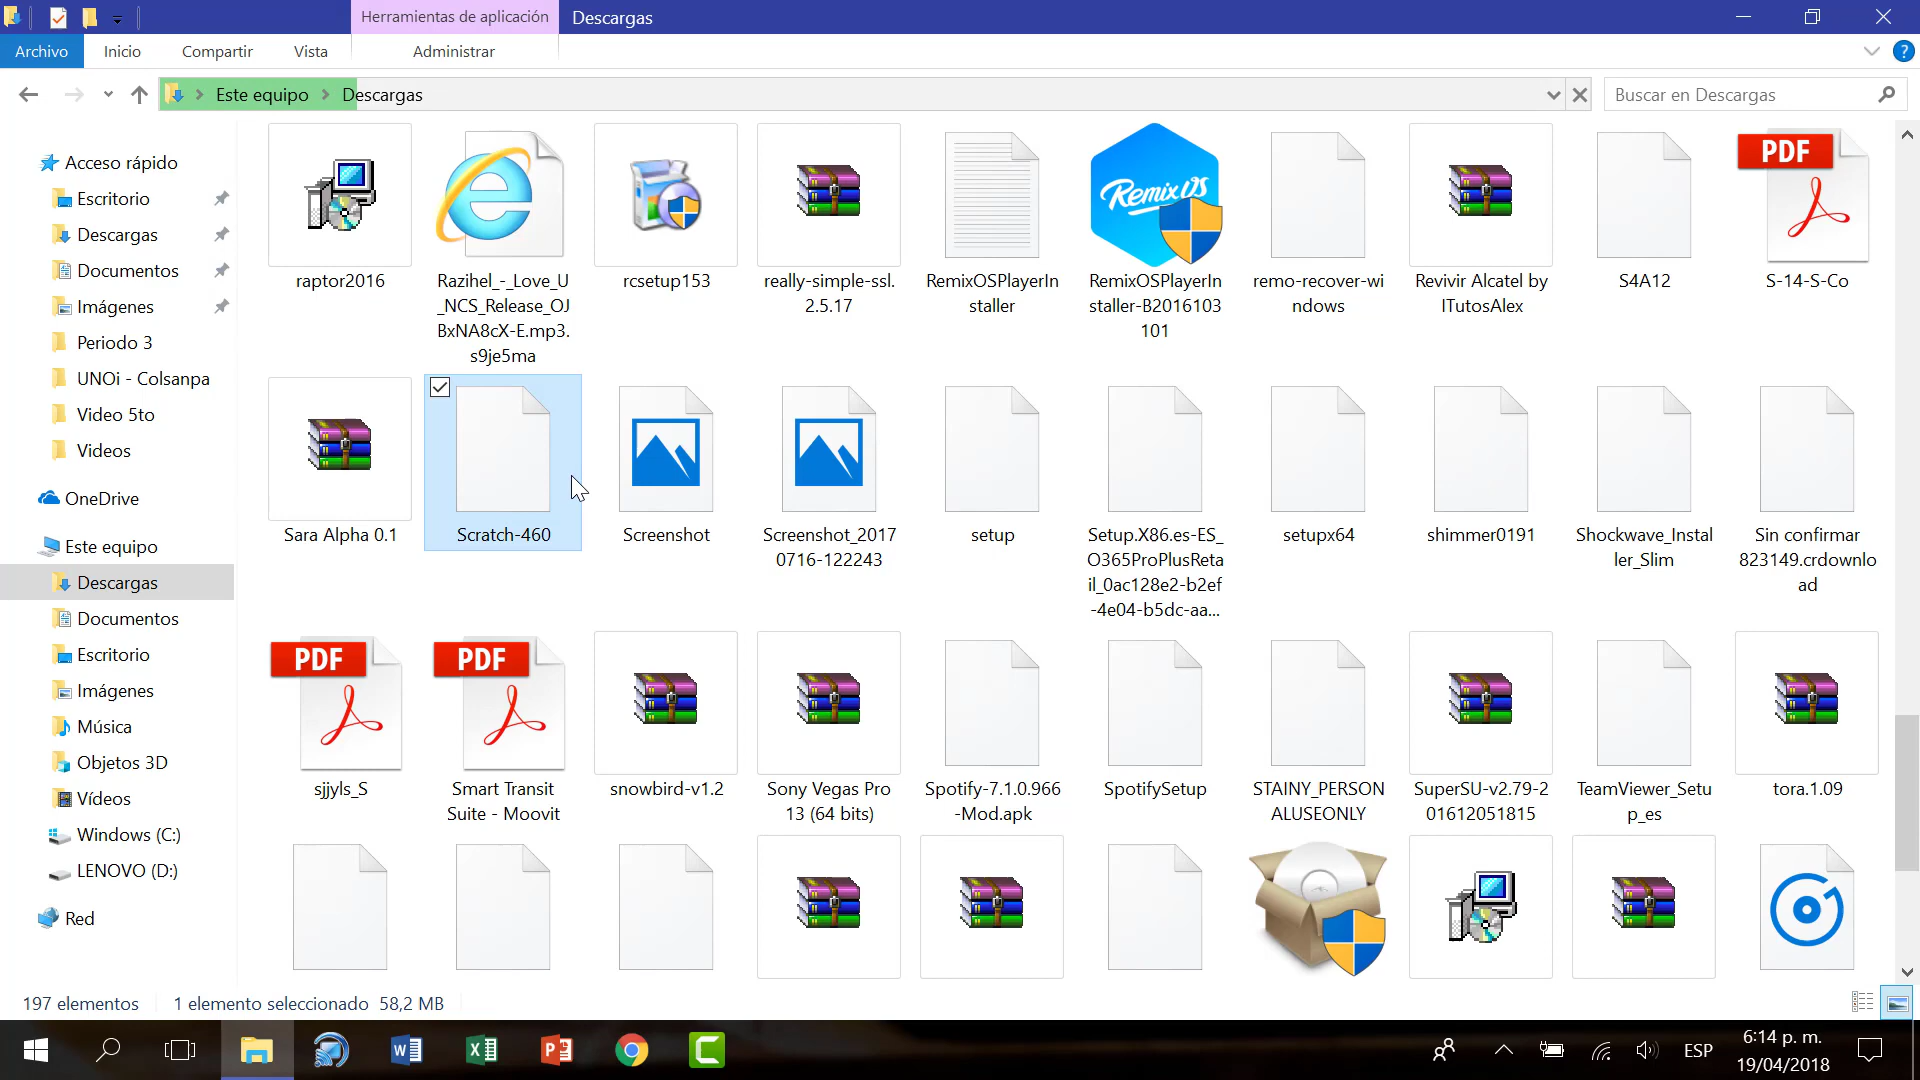 Herramientas de aplicación
Descargas
Archivo
Inicio
Compartir
Vista
Administrar
Este equipo
Descargas
Buscar en Descargas
Acceso rápido
Escritorio
Descargas
Documentos
Imágenes
Periodo 3
UNOi - Colsanpa
Video 5to
Videos
OneDrive
Este equipo
Descargas
Documentos
Escritorio
Imágenes
Música
Objetos 3D
Vídeos
Windows (C:)
LENOVO (D:)
Red
RemixOS
PDF
raptor2016
Razihel_-_Love_U
_NCS_Release_OJ
BxNA8cX-E.mp3.
s9je5ma
rcsetup153
really-simple-ssl.
2.5.17
RemixOSPlayerIn
staller
RemixOSPlayerIn
staller-B2016103
101
remo-recover-wi
ndows
Revivir Alcatel by
ITutosAlex
S4A12
S-14-S-Co
Sara Alpha 0.1
Scratch-460
Screenshot
Screenshot_2017
0716-122243
setup
Setup.X86.es-ES_
O365ProPlusReta
il_0ac128e2-b2ef
-4e04-b5dc-aa...
setupx64
shimmer0191
Shockwave_Instal
ler_Slim
Sin confirmar
823149.crdownlo
ad
PDF
PDF
sjjyls_S
Smart Transit
Suite - Moovit
snowbird-v1.2
Sony Vegas Pro
13 (64 bits)
Spotify-7.1.0.966
-Mod.apk
SpotifySetup
STAINY_PERSON
ALUSEONLY
SuperSU-v2.79-2
01612051815
TeamViewer_Setu
p_es
tora.1.09
197 elementos
1 elemento seleccionado 58,2 MB
ESP
6:14 p. m.
19/04/2018